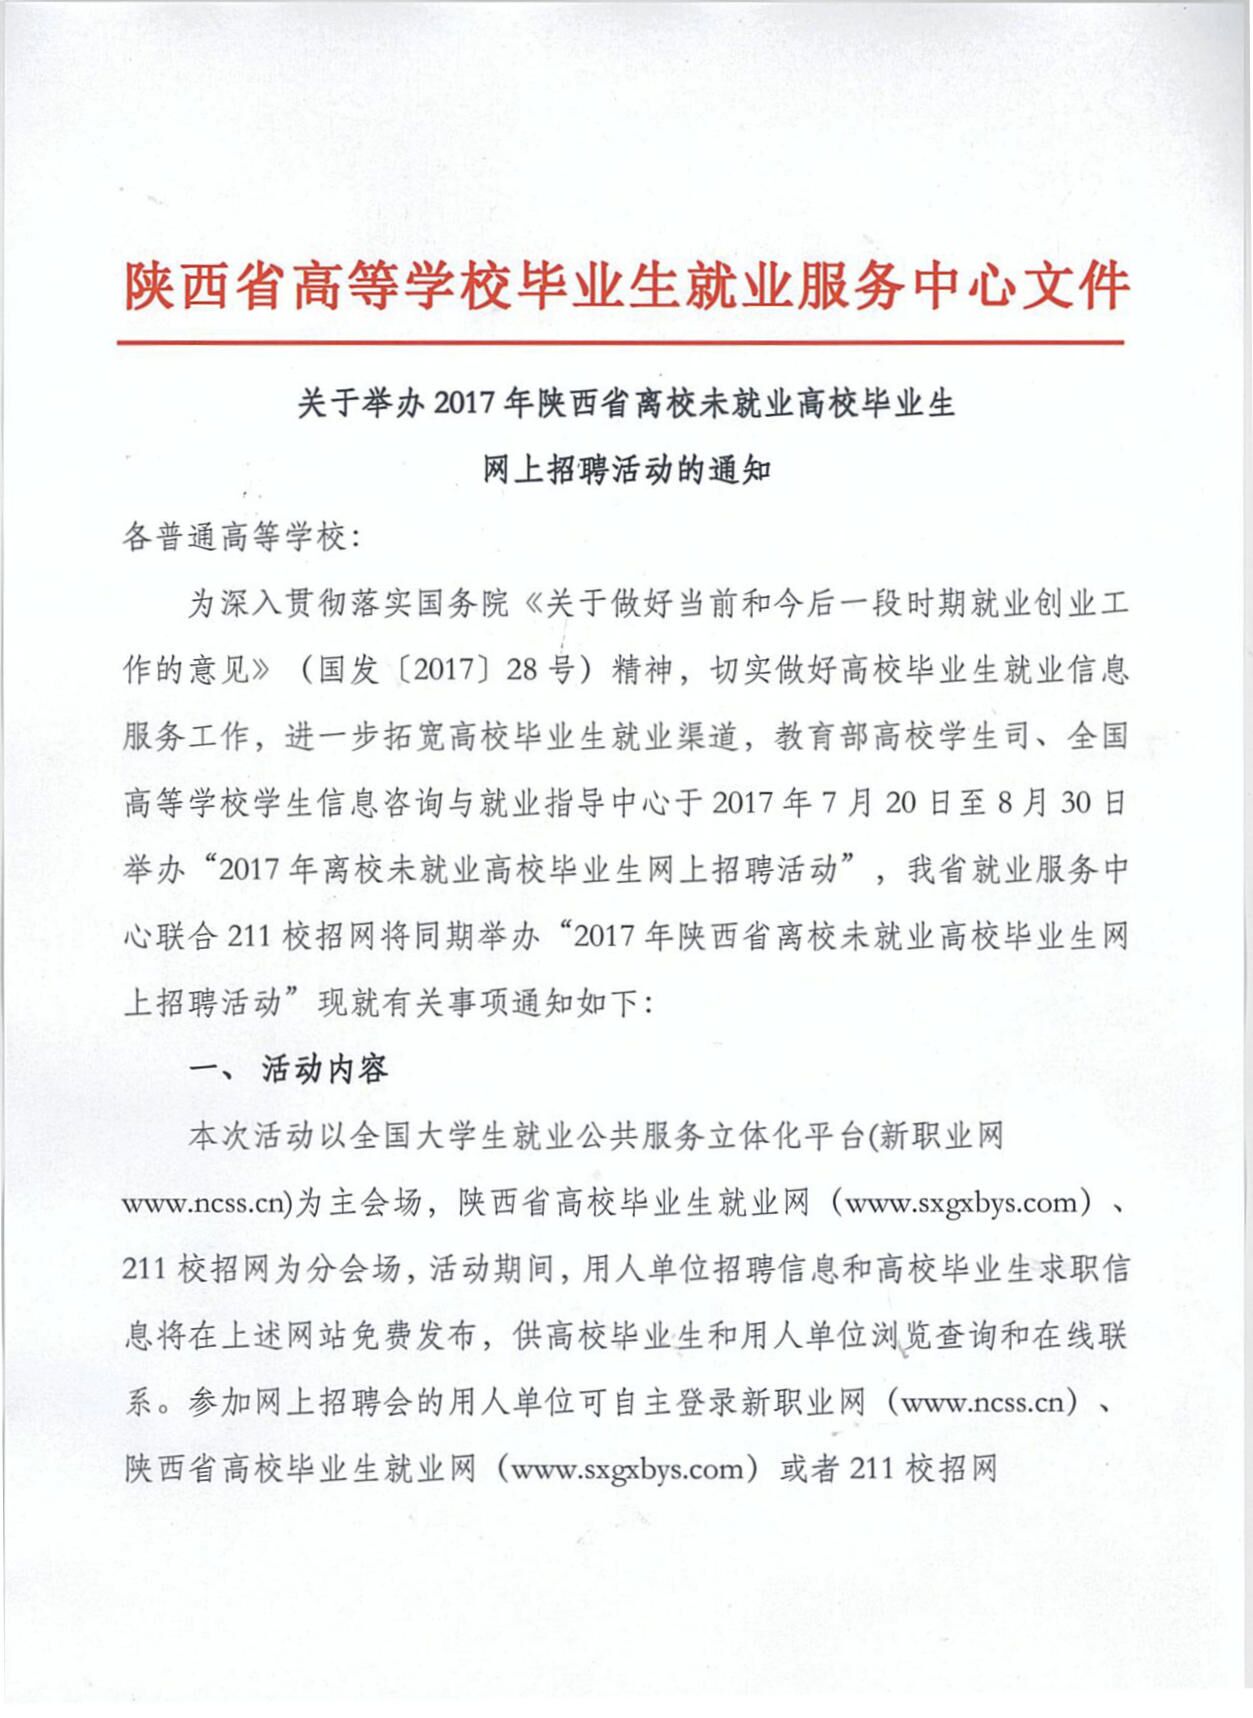 陕西省高等学校毕业生就业服务中心文件
关于举办 2017 年陕西省离校未就业高校毕业生
网上招聘活动的通知
各普通高等学校：
为深入贯彻落实国务院《关于做好当前和今后一段时期就业创业工
作的意见》（国发〔2017〕28 号）精神，切实做好高校毕业生就业信息
服务工作，进一步拓宽高校毕业生就业渠道，教育部高校学生司、全国
高等学校学生信息咨询与就业指导中心于 2017 年 7 月 20 日至 8 月 30 日
举办“2017 年离校未就业高校毕业生网上招聘活动”，我省就业服务中
心联合 211 校招网将同期举办“2017 年陕西省离校未就业高校毕业生网
上招聘活动”现就有关事项通知如下：
一、 活动内容
本次活动以全国大学生就业公共服务立体化平台(新职业网
www.ncss.cn)为主会场，陕西省高校毕业生就业网（www.sxgxbys.com）、
211 校招网为分会场，活动期间，用人单位招聘信息和高校毕业生求职信
息将在上述网站免费发布，供高校毕业生和用人单位浏览查询和在线联
系。参加网上招聘会的用人单位可自主登录新职业网（www.ncss.cn）、
陕西省高校毕业生就业网（www.sxgxbys.com）或者 211 校招网